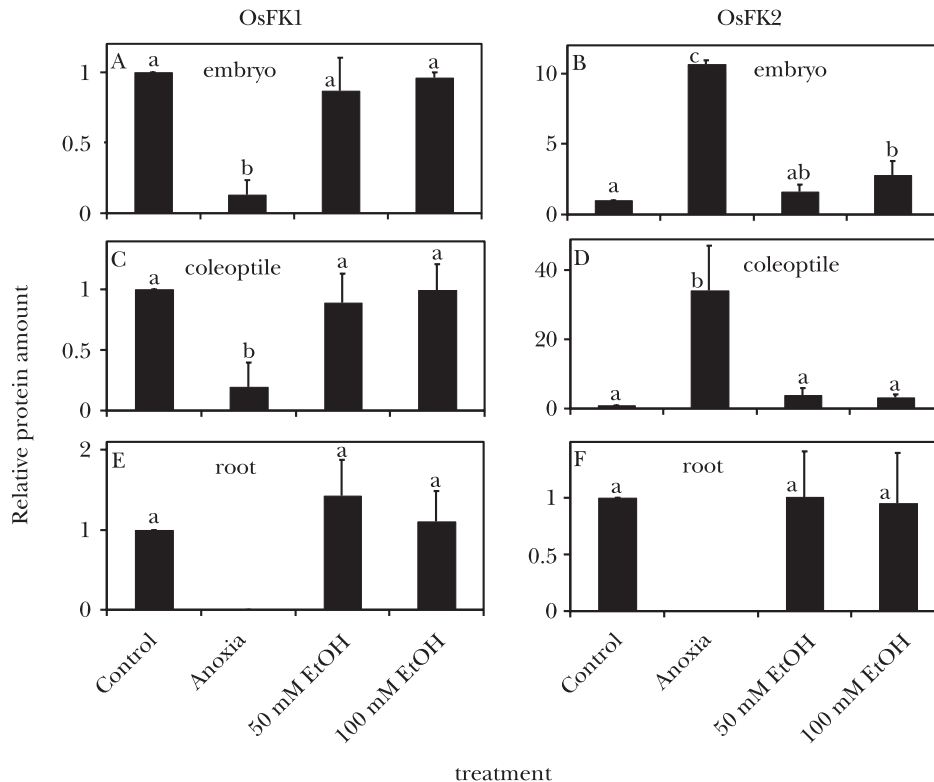 OsFK1 OsFK2
A embryo
a b a a
1
0.5
0
B embryo
a c ab b
10
5
0
C coleoptile
a b a a
1
0.5
0
D coleoptile
a b a a
40
20
0
E root
a a a
2
1
0
F root
a a a
1
0.5
0
Relative protein amount
Control Anoxia 50 mM EtOH 100 mM EtOH
Control Anoxia 50 mM EtOH 100 mM EtOH
treatment